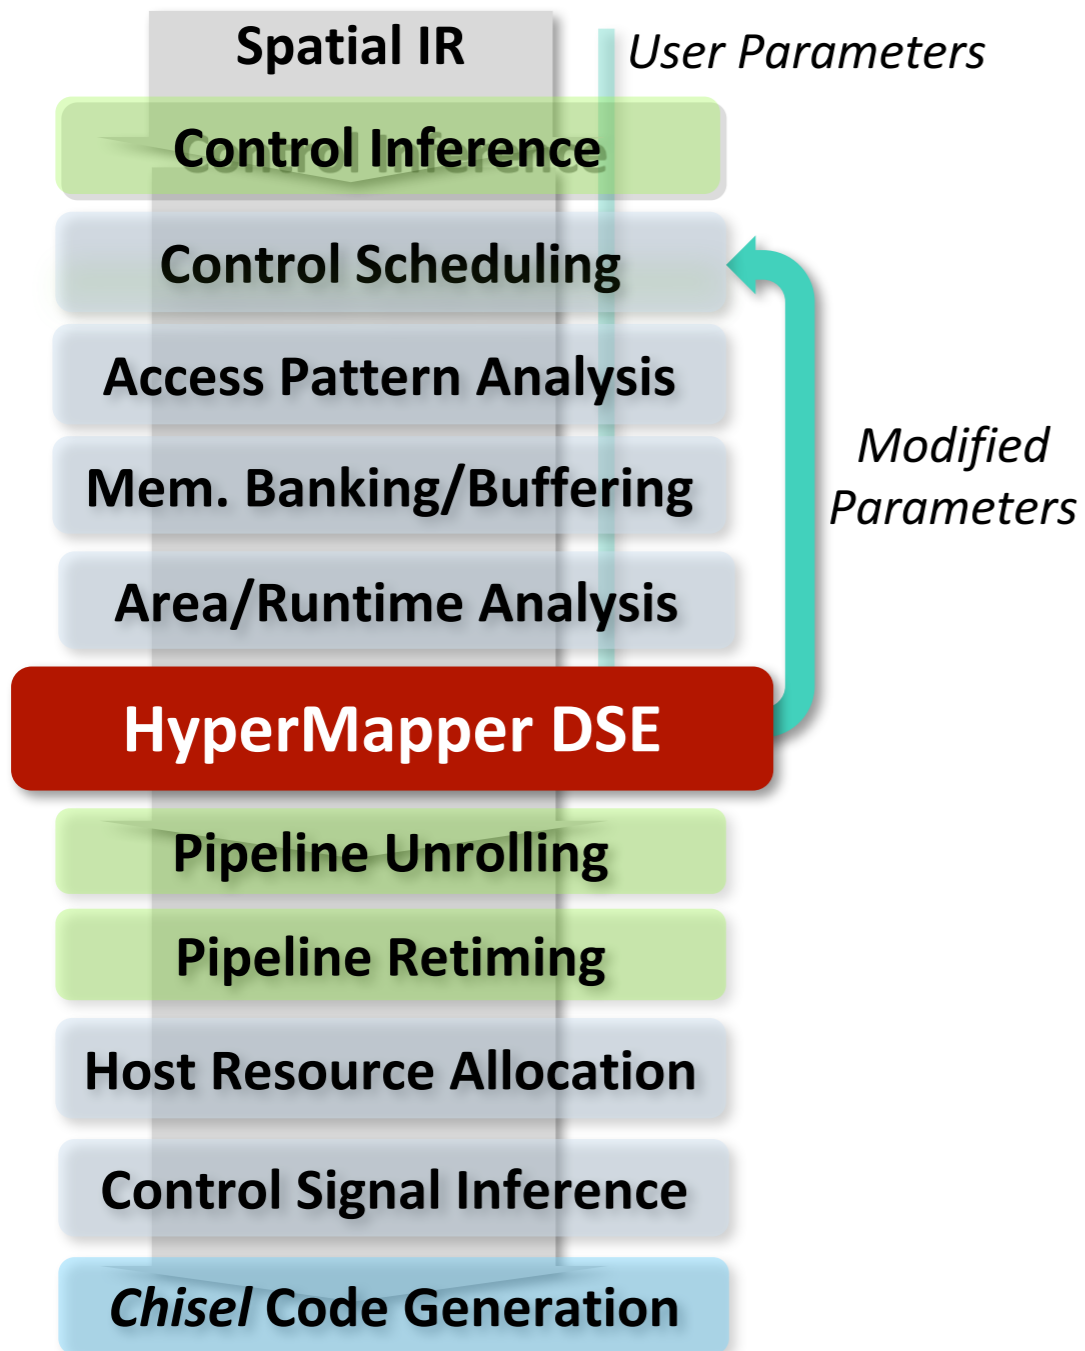 Spatial IR
User Parameters
Control Inference
Control Scheduling
Access Pattern Analysis
Modified
Parameters
Mem. Banking/Buffering
Area/Runtime Analysis
HyperMapper DSE
Pipeline Unrolling
Pipeline Retiming
Host Resource Allocation
Control Signal Inference
Chisel Code Generation